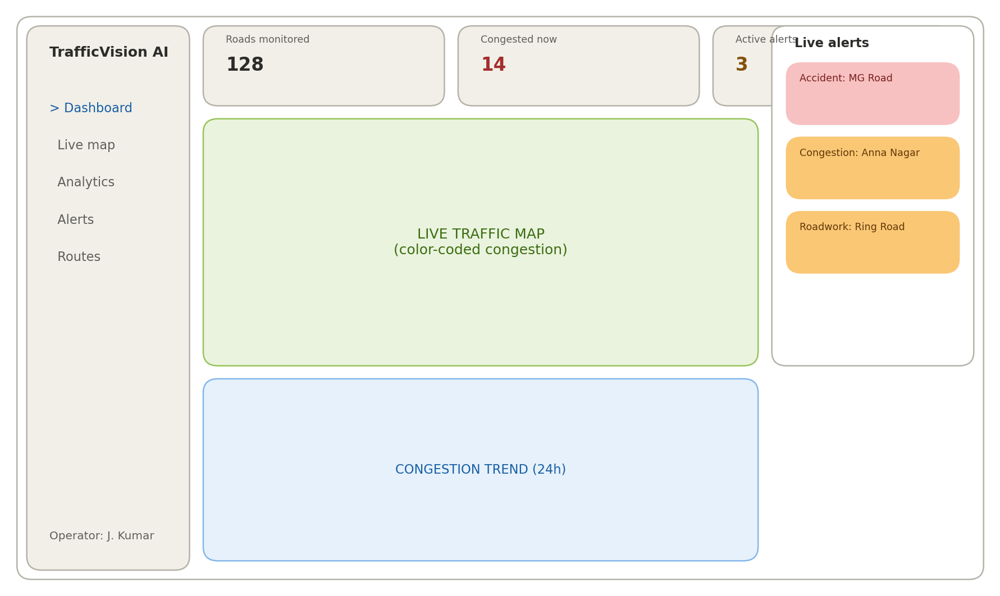 TrafficVision AI
> Dashboard
Live map
Analytics
Alerts
Routes
Operator: J. Kumar
Roads monitored
128
Congested now
14
Active alerts
3
LIVE TRAFFIC MAP
(color-coded congestion)
CONGESTION TREND (24h)
Live alerts
Accident: MG Road
Congestion: Anna Nagar
Roadwork: Ring Road